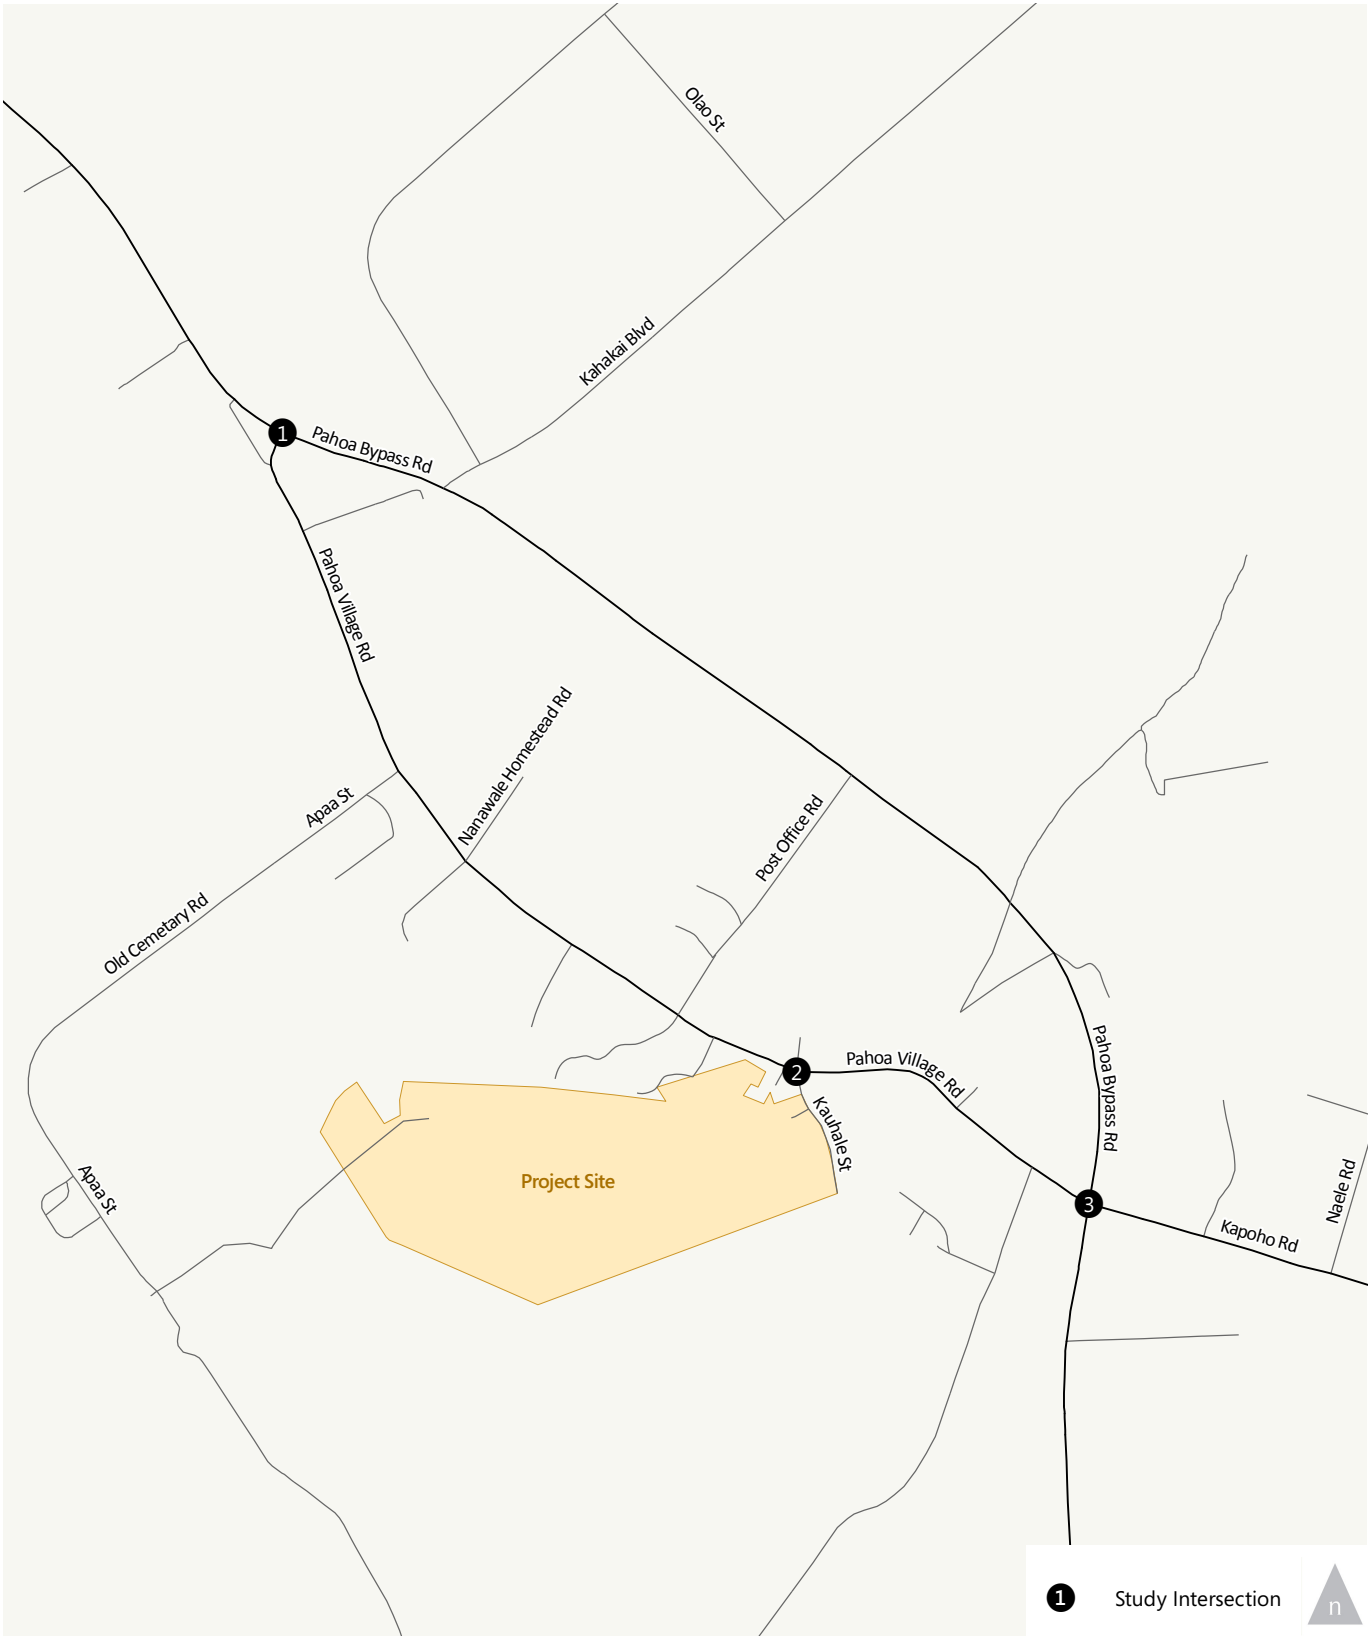 Olao St
Kahakai Blvd
1
Pahoa Bypass Rd
Pahoa Village Rd
Nanawale Homestead Rd
Apaa St
Post Office Rd
Old Cemetary Rd
Pahoa Bypass Rd
2
Pahoa Village Rd
Kauhale St
Apaa St
Project Site
Naele Rd
3
Kapoho Rd
1
Study Intersection
n